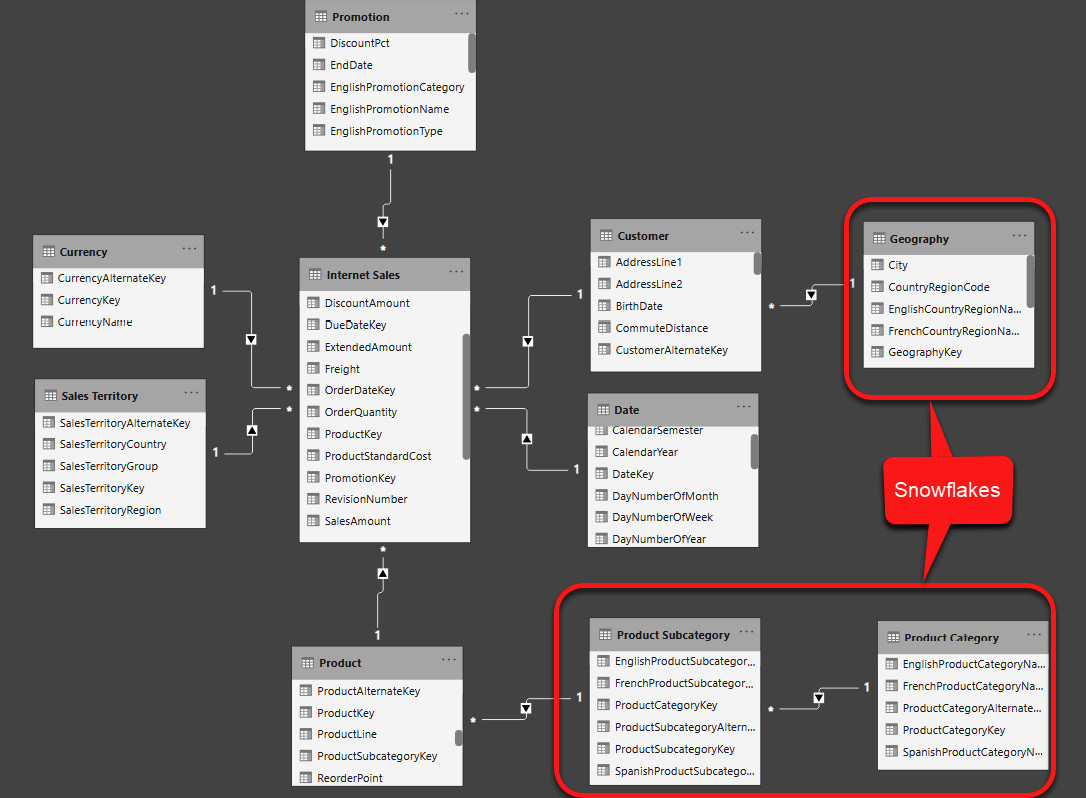 Promotion
DiscountPct
EndDate
EnglishPromotionCategory
EnglishPromotionName
EnglishPromotionType
1
*
Currency
CurrencyAlternateKey
CurrencyKey
CurrencyName
1
*
Sales Territory
SalesTerritoryAlternateKey
SalesTerritoryCountry
SalesTerritoryGroup
SalesTerritoryKey
SalesTerritoryRegion
1
*
Internet Sales
DiscountAmount
DueDateKey
ExtendedAmount
Freight
OrderDateKey
OrderQuantity
ProductKey
ProductStandardCost
PromotionKey
RevisionNumber
SalesAmount
*
1
Customer
AddressLine1
AddressLine2
BirthDate
CommuteDistance
CustomerAlternateKey
1
*
*
1
Geography
City
CountryRegionCode
EnglishCountryRegionNa...
FrenchCountryRegionNa...
GeographyKey
Date
CalendarSemester
CalendarYear
DateKey
DayNumberOfMonth
DayNumberOfWeek
DayNumberOfYear
*
1
Snowflakes
Product
ProductAlternateKey
ProductKey
ProductLine
ProductSubcategoryKey
ReorderPoint
*
1
Product Subcategory
EnglishProductSubcategor...
FrenchProductSubcategor...
ProductCategoryKey
ProductSubcategoryAltern...
ProductSubcategoryKey
SpanishProductSubcatego...
*
1
Product Category
EnglishProductCategoryNa...
FrenchProductCategoryNa...
ProductCategoryAlternate...
ProductCategoryKey
SpanishProductCategoryN...